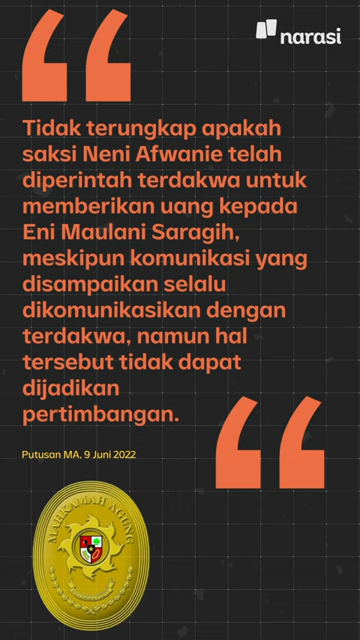 narasi
Tidak terungkap apakah
saksi Neni Afwanie telah
diperintah terdakwa untuk
memberikan uang kepada
Eni Maulani Saragih,
meskipun komunikasi yang
disampaikan selalu
dikomunikasikan dengan
terdakwa, namun hal
tersebut tidak dapat
dijadikan
pertimbangan.
Putusan MA, 9 Juni 2022
MAHKAMAH AGUNG